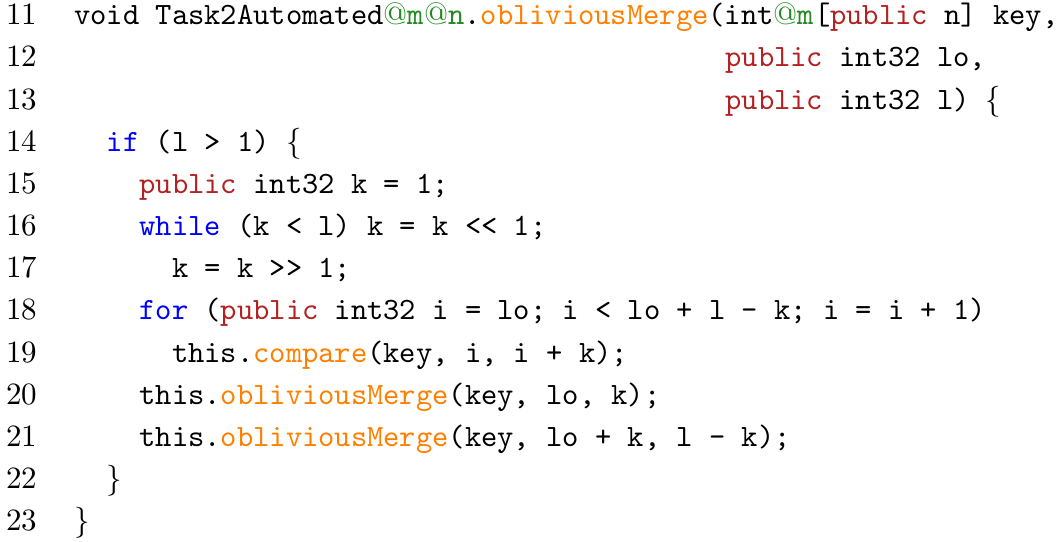 11 void Task2Automated@m@n.obliviousMerge(int@m[public n] key,
12 public int32 lo,
13 public int32 l) {
14 if (l > 1) {
15 public int32 k = 1;
16 while (k < l) k = k << 1;
17 k = k >> 1;
18 for (public int32 i = lo; i < lo + l - k; i = i + 1)
19 this.compare(key, i, i + k);
20 this.obliviousMerge(key, lo, k);
21 this.obliviousMerge(key, lo + k, l - k);
22 }
23 }